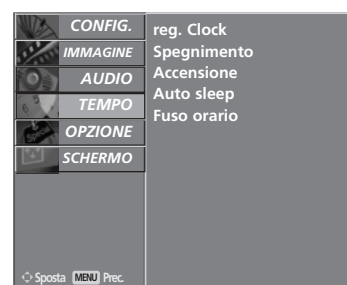 CONFIG.
IMMAGINE
AUDIO
TEMPO
OPZIONE
SCHERMO
reg. Clock
Spegnimento
Accensione
Auto sleep
Fuso orario
Sposta MENU Prec.